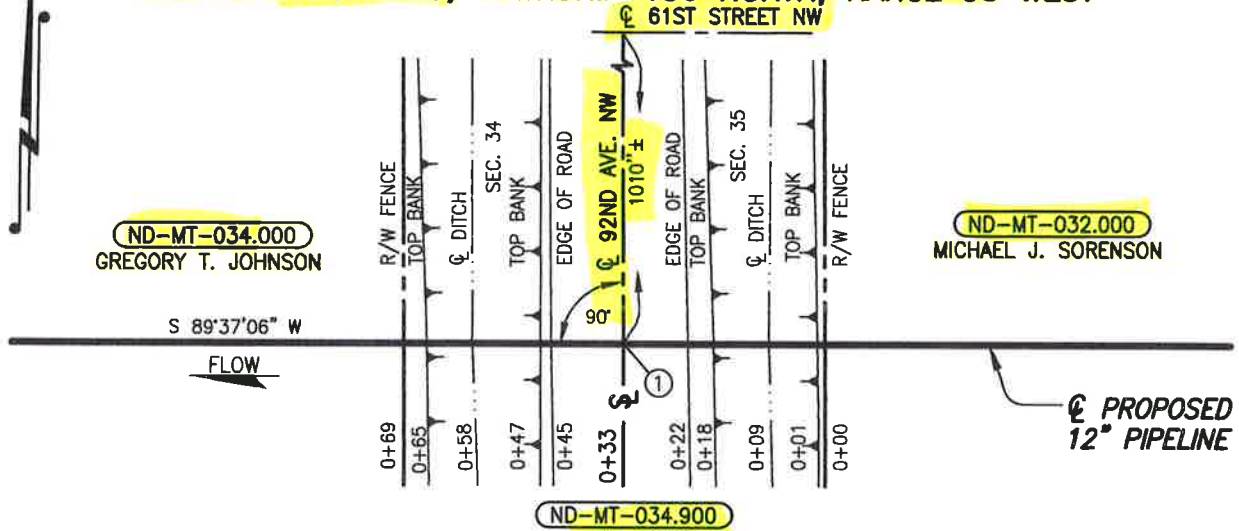 ℄ 61ST STREET NW
R/W FENCE
TOP BANK
℄ DITCH
SEC. 34
TOP BANK
EDGE OF ROAD
℄ 92ND AVE. NW
1010'±
EDGE OF ROAD
TOP BANK
SEC. 35
℄ DITCH
TOP BANK
R/W FENCE
ND-MT-034.000
GREGORY T. JOHNSON
ND-MT-032.000
MICHAEL J. SORENSON
S 89°37'06" W
90°
FLOW
1
℄ PROPOSED
12" PIPELINE
0+69
0+65
0+58
0+47
0+45
0+33
0+22
0+18
0+09
0+01
0+00
ND-MT-034.900